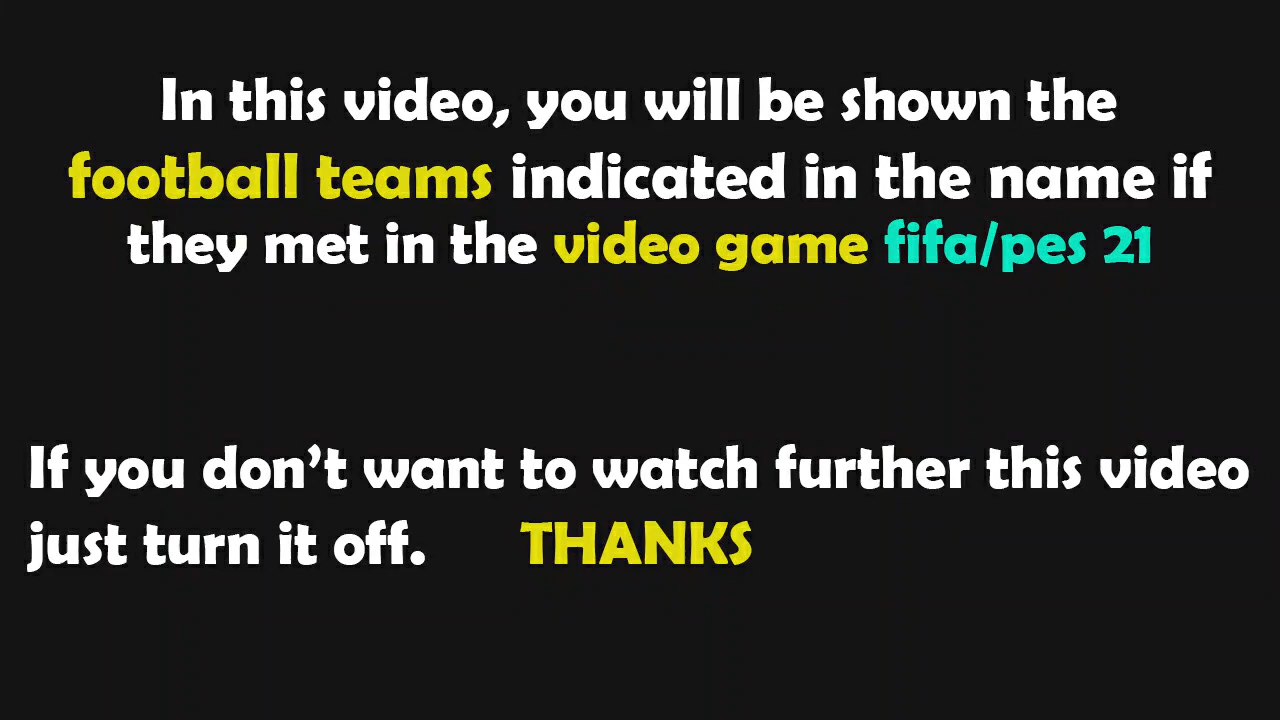 In this video, you will be shown the
football teams indicated in the name if
they met in the video game fifa/pes 21
If you don't want to watch further this video
just turn it off. THANKS